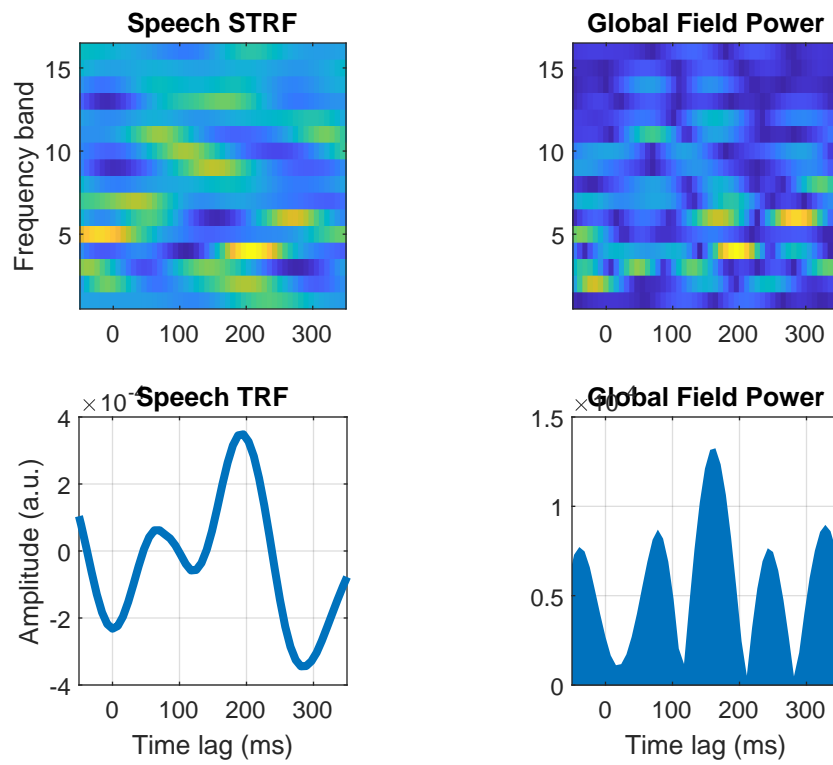 Speech STRF
Frequency band
15
10
5
0 100 200 300
Global Field Power
15
10
5
0 100 200 300
Speech TRF
× 10-4
Amplitude (a.u.)
4
2
0
-2
-4
0 100 200 300
Time lag (ms)
Global Field Power
1.5
1
0.5
0
0 100 200 300
Time lag (ms)